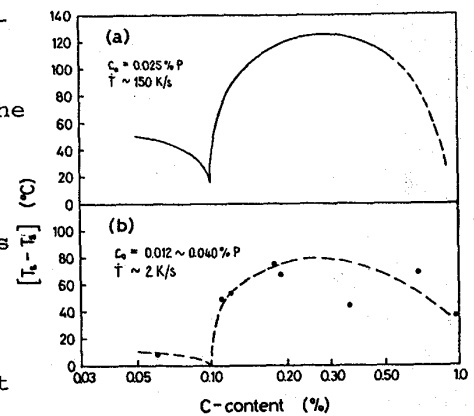 140
(a)
120
c₀ = 0.025 % P
Ṫ ~ 150 K/s
100
80
60
40
20
0
[Tₛ - Tₛ] (°C)
(b)
100
c₀ = 0.012 ~ 0.040 % P
Ṫ ~ 2 K/s
80
60
40
20
0
0.03 0.05 0.10 0.20 0.30 0.50 1.0
C-content (%)
ne
s
t